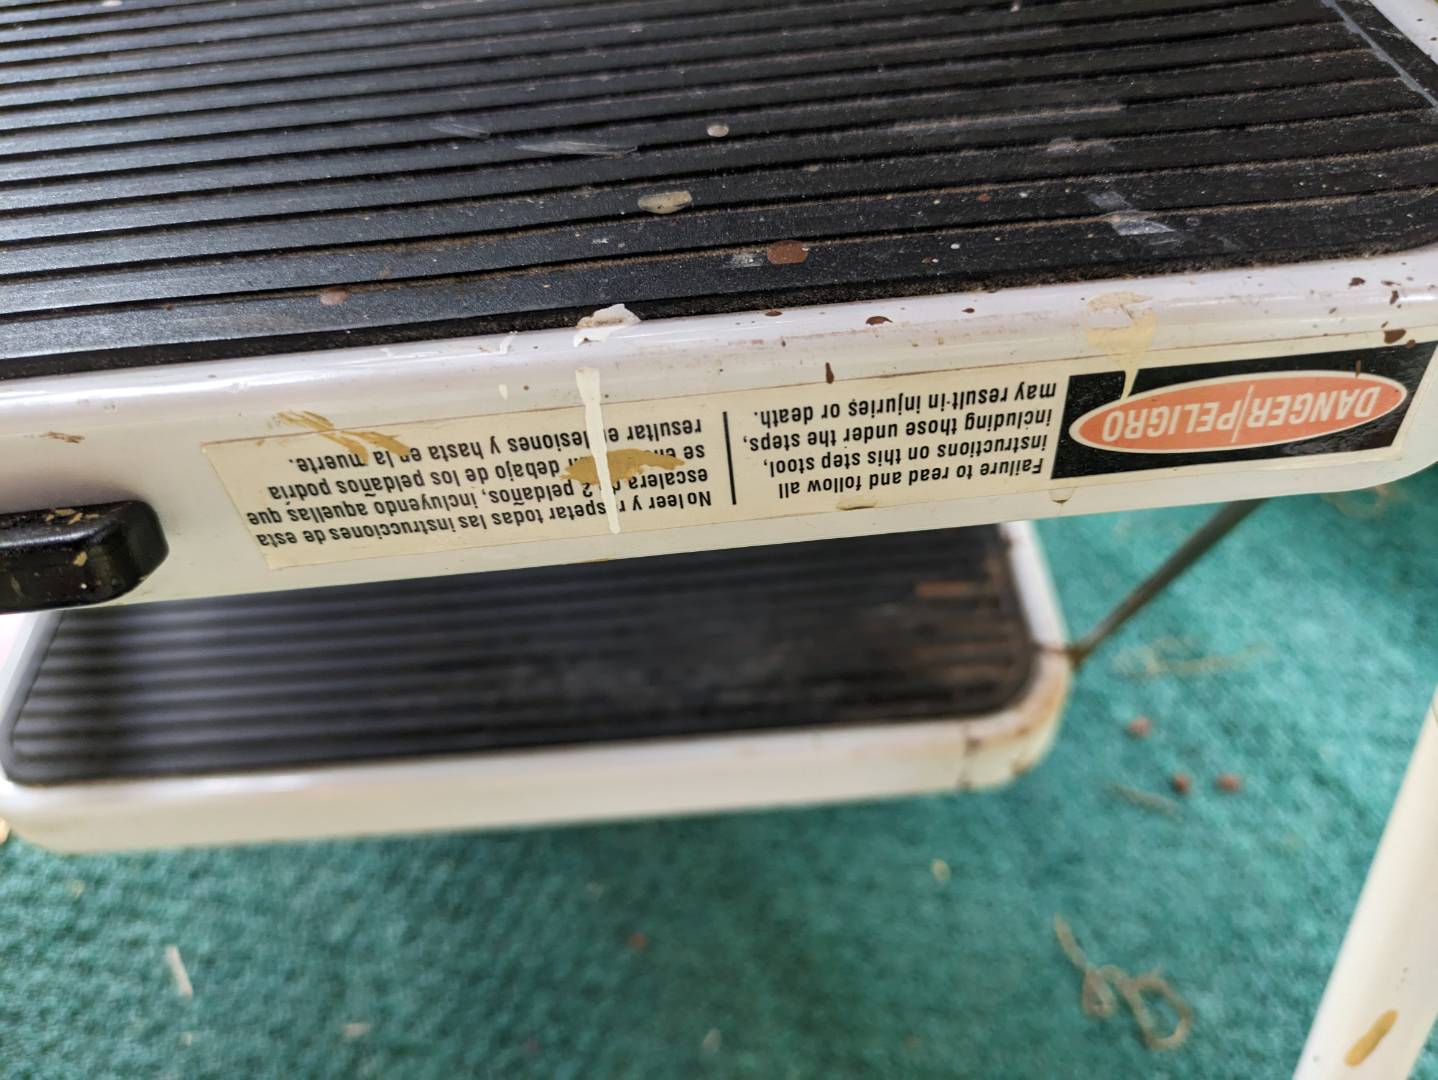 DANGER/PELIGRO
Failure to read and follow all
instructions on this step stool,
including those under the steps,
may result in injuries or death.
No leer y respetar todas las instrucciones de esta
escalera de 2 peldaños, incluyendo aquellas que
se debajo de los peldaños podría
resultar en lesiones y hasta en la muerte.